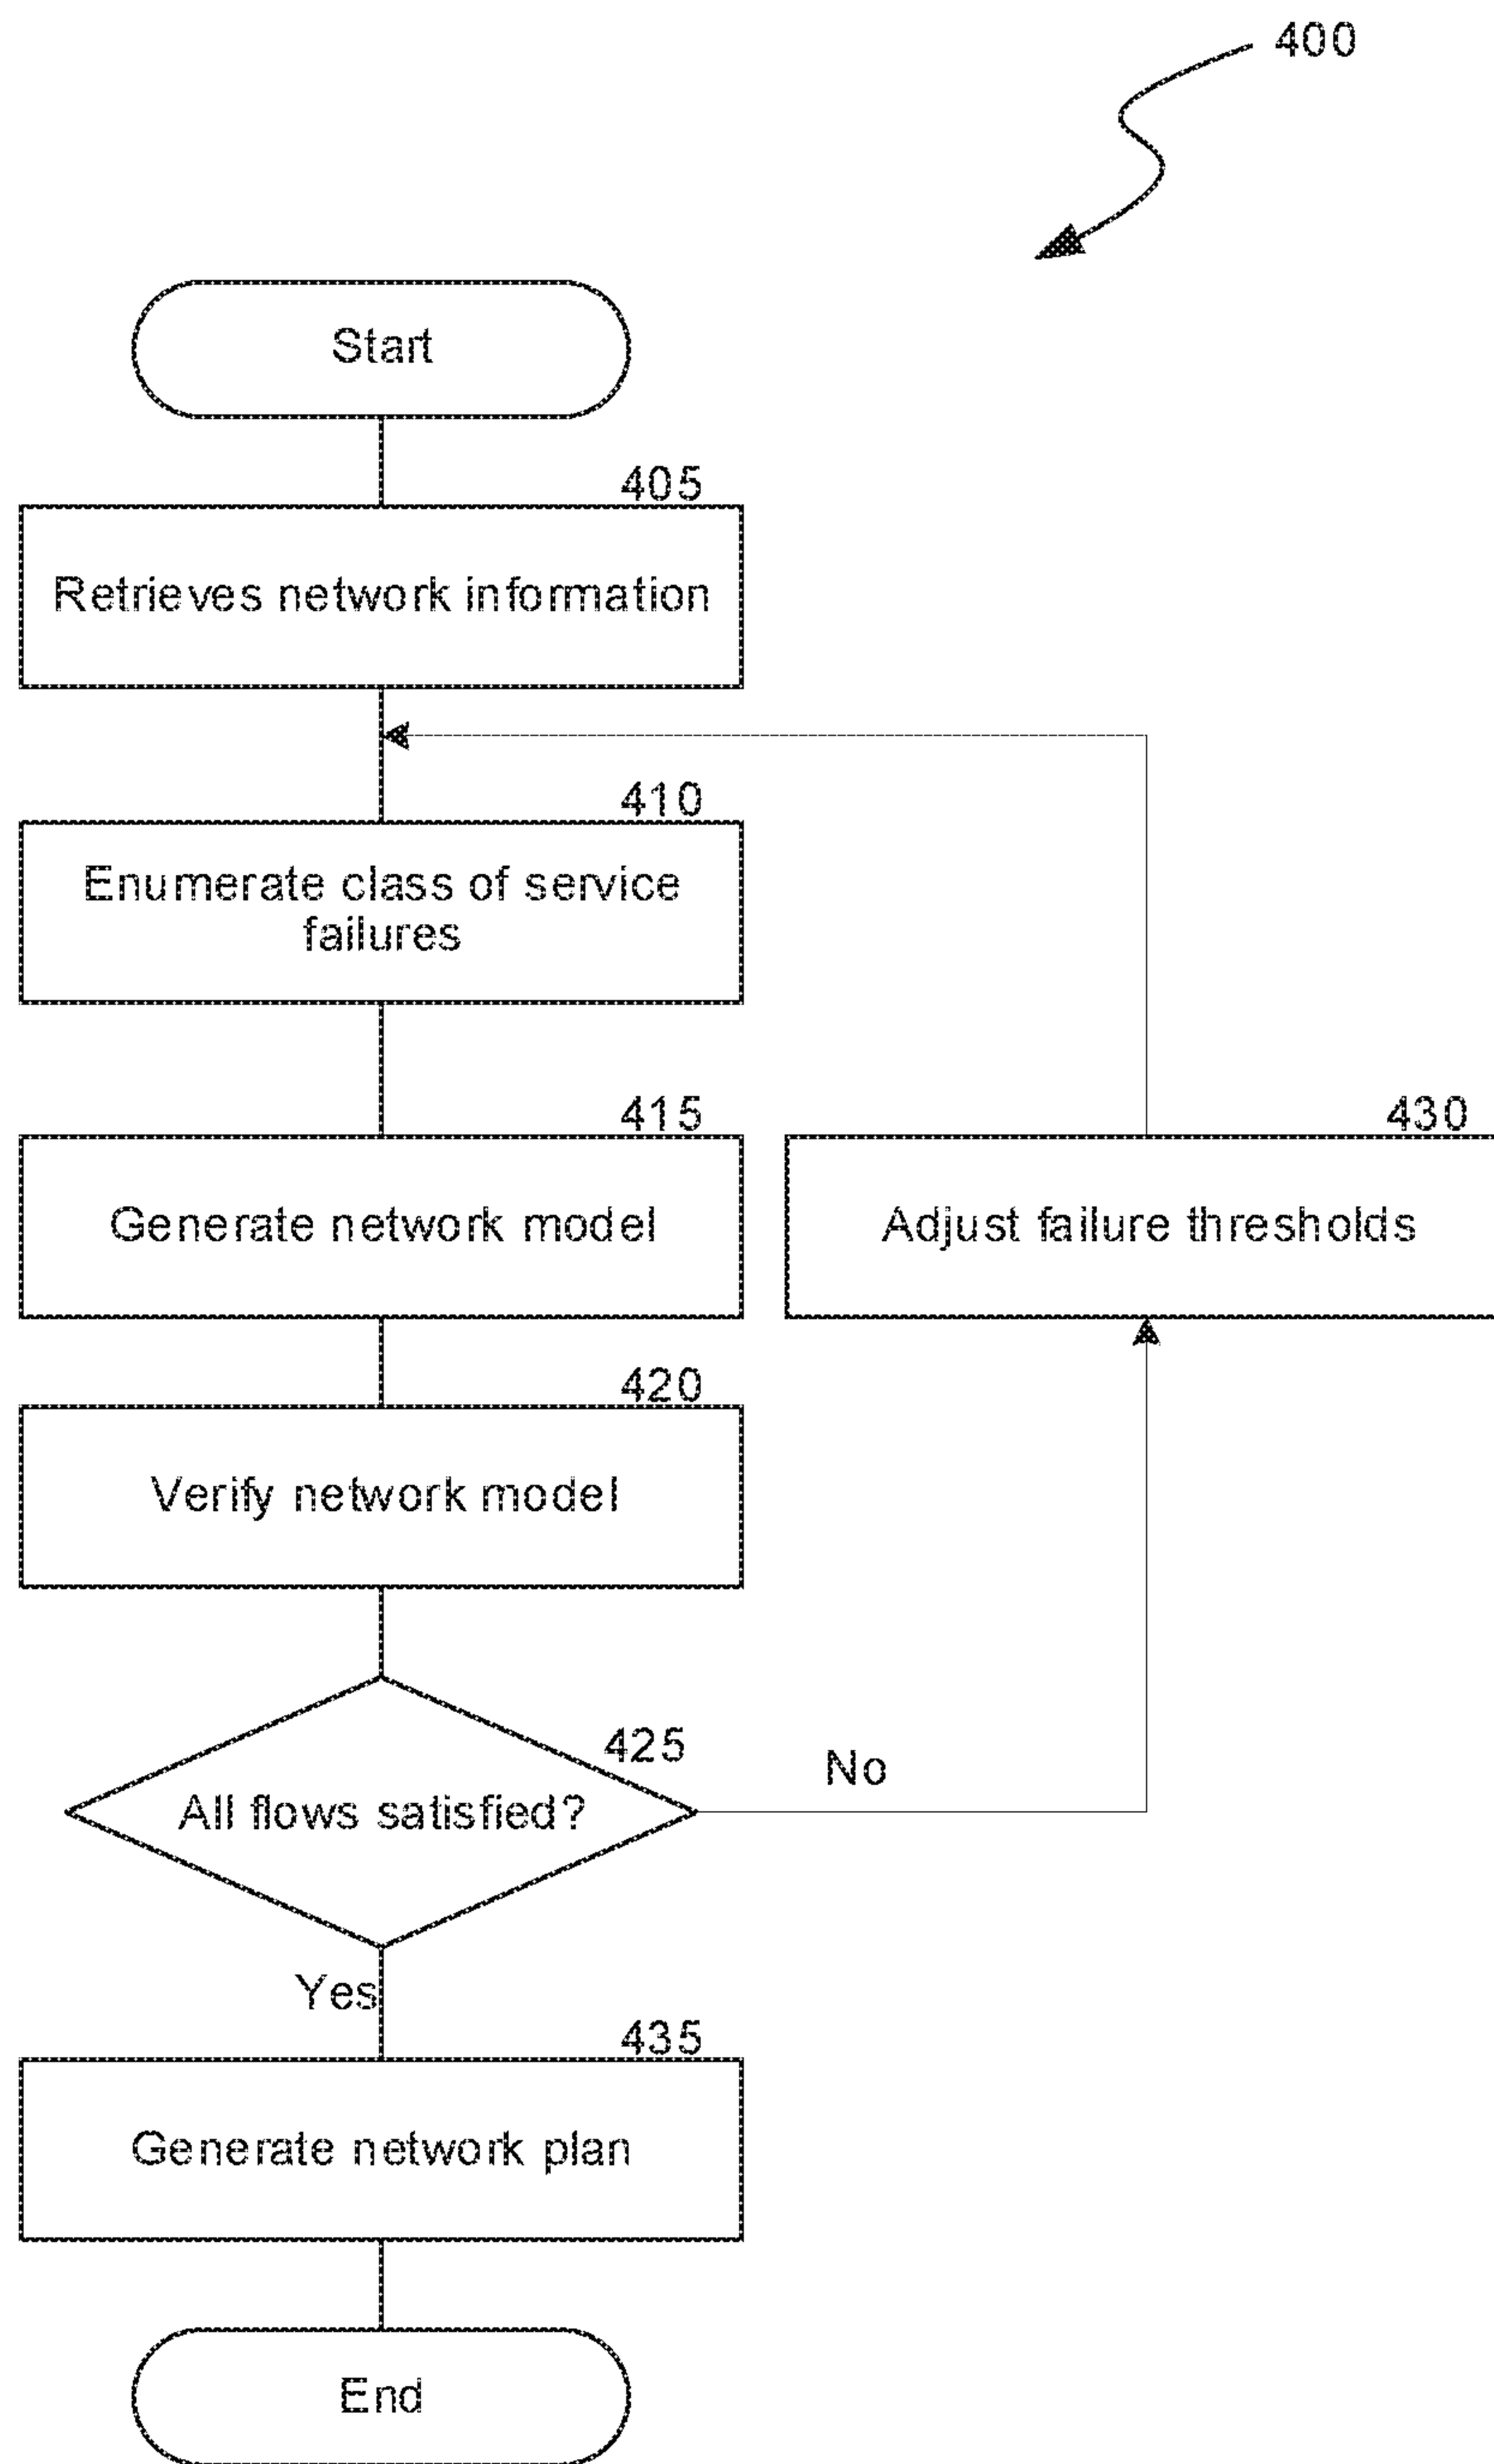 400
Start
405
Retrieves network information
410
Enumerate class of service
failures
415
Generate network model
430
Adjust failure thresholds
420
Verify network model
425
All flows satisfied?
No
Yes
435
Generate network plan
End